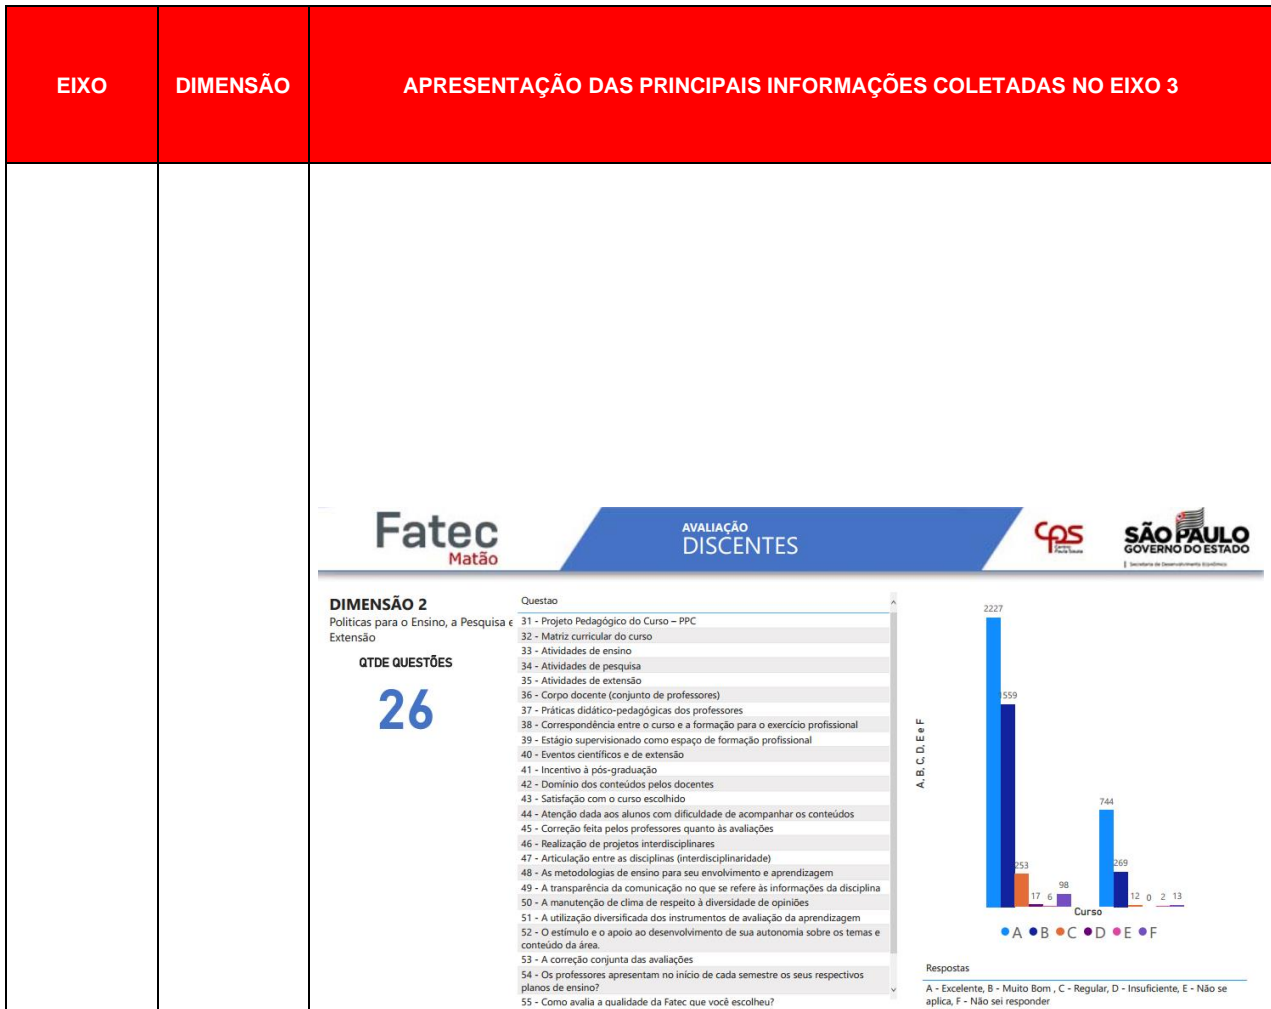 EIXO
DIMENSÃO
APRESENTAÇÃO DAS PRINCIPAIS INFORMAÇÕES COLETADAS NO EIXO 3
Fatec
Matão
AVALIAÇÃO
DISCENTES
CPS
Centro
Paula Souza
SÃO PAULO
GOVERNO DO ESTADO
Secretaria de Desenvolvimento Econômico
DIMENSÃO 2
Politicas para o Ensino, a Pesquisa e
Extensão
QTDE QUESTÕES
26
Questao
31 - Projeto Pedagógico do Curso – PPC
32 - Matriz curricular do curso
33 - Atividades de ensino
34 - Atividades de pesquisa
35 - Atividades de extensão
36 - Corpo docente (conjunto de professores)
37 - Práticas didático-pedagógicas dos professores
38 - Correspondência entre o curso e a formação para o exercício profissional
39 - Estágio supervisionado como espaço de formação profissional
40 - Eventos científicos e de extensão
41 - Incentivo à pós-graduação
42 - Domínio dos conteúdos pelos docentes
43 - Satisfação com o curso escolhido
44 - Atenção dada aos alunos com dificuldade de acompanhar os conteúdos
45 - Correção feita pelos professores quanto às avaliações
46 - Realização de projetos interdisciplinares
47 - Articulação entre as disciplinas (interdisciplinaridade)
48 - As metodologias de ensino para seu envolvimento e aprendizagem
49 - A transparência da comunicação no que se refere às informações da disciplina
50 - A manutenção de clima de respeito à diversidade de opiniões
51 - A utilização diversificada dos instrumentos de avaliação da aprendizagem
52 - O estímulo e o apoio ao desenvolvimento de sua autonomia sobre os temas e
conteúdo da área.
53 - A correção conjunta das avaliações
54 - Os professores apresentam no início de cada semestre os seus respectivos
planos de ensino?
55 - Como avalia a qualidade da Fatec que você escolheu?
A, B, C, D, E e F
2227
1559
253
17
6
98
744
269
12
0
2
13
Curso
A B C D E F
Respostas
A - Excelente, B - Muito Bom , C - Regular, D - Insuficiente, E - Não se
aplica, F - Não sei responder